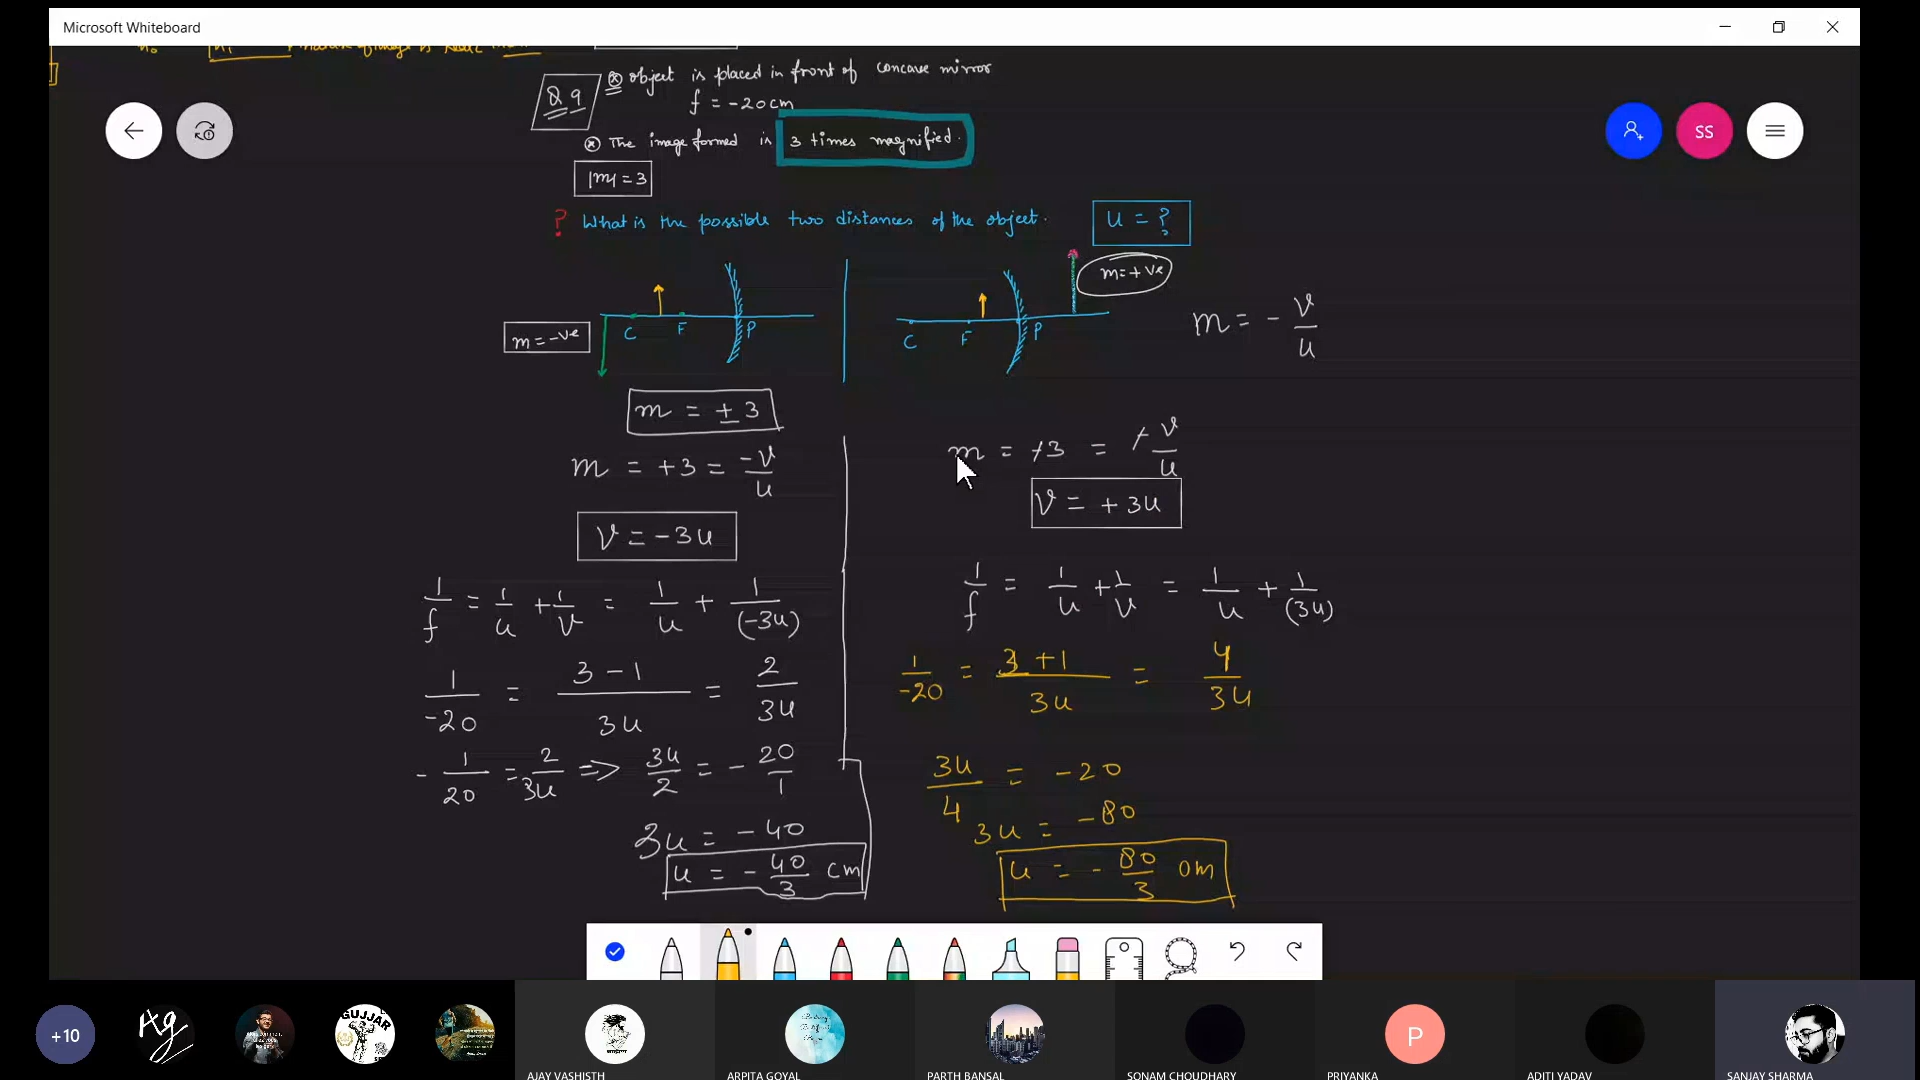 Microsoft Whiteboard
Q 9
object is placed in front of concave mirror
f = -20cm
The image formed is 3 times magnified.
|m| = 3
? What is the possible two distances of the object.
u = ?
m = -ve
C F P
C F P
m = +ve
m = - v/u
m = ± 3
m = +3 = -v/u
v = -3u
1/f = 1/u + 1/v = 1/u + 1/(-3u)
1/-20 = 3-1/3u = 2/3u
- 1/20 = 2/3u => 3u/2 = - 20/1
3u = -40
u = - 40/3 cm
m = -3 = - v/u
v = +3u
1/f = 1/u + 1/v = 1/u + 1/(3u)
1/-20 = 3+1/3u = 4/3u
3u/4 = -20
3u = -80
u = - 80/3 cm
SS
+10
GUJJAR
P
AJAY VASHISTH
ARPITA GOYAL
PARTH BANSAL
SONAM CHOUDHARY
PRIYANKA
ADITI YADAV
SANJAY SHARMA